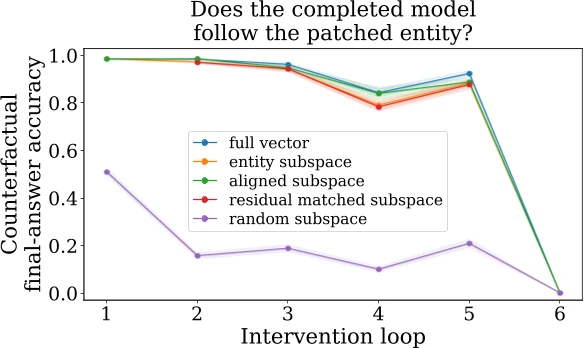 Does the completed model
follow the patched entity?
Counterfactual
final-answer accuracy
1.0
0.8
0.6
0.4
0.2
0.0
full vector
entity subspace
aligned subspace
residual matched subspace
random subspace
1 2 3 4 5 6
Intervention loop